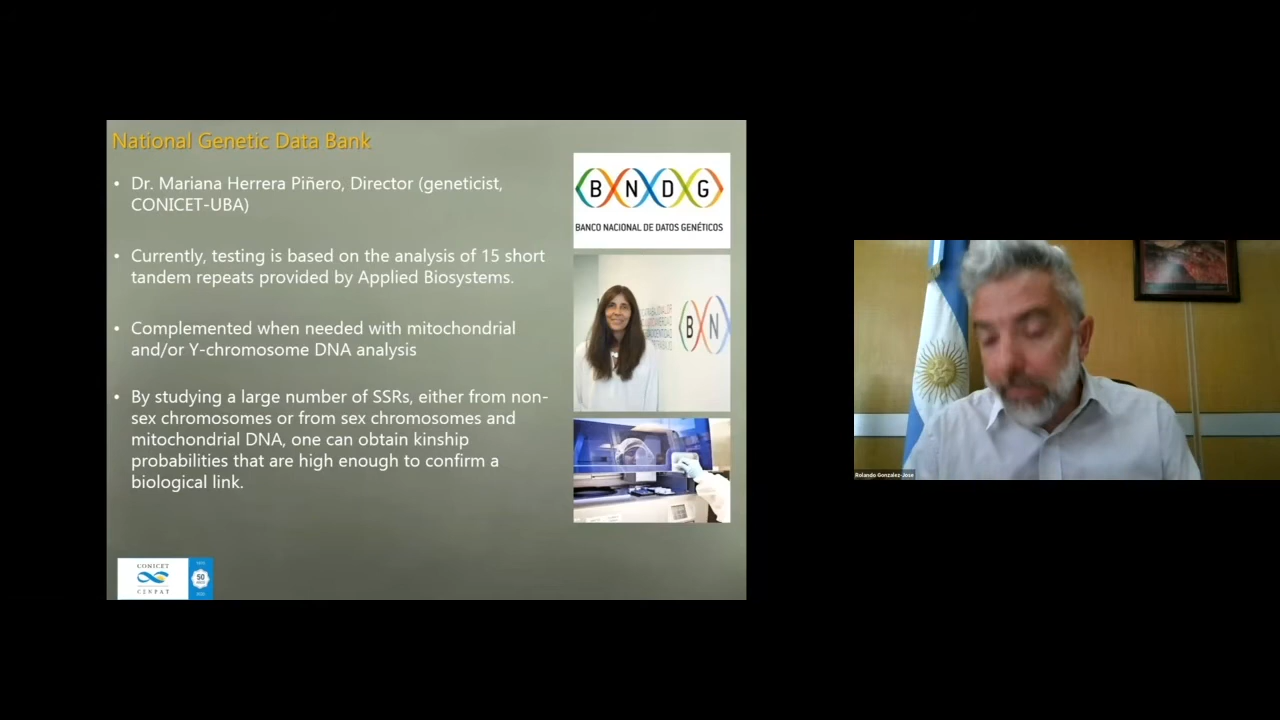 National Genetic Data Bank
• Dr. Mariana Herrera Piñero, Director (geneticist,
CONICET-UBA)
• Currently, testing is based on the analysis of 15 short
tandem repeats provided by Applied Biosystems.
• Complemented when needed with mitochondrial
and/or Y-chromosome DNA analysis
• By studying a large number of SSRs, either from non-
sex chromosomes or from sex chromosomes and
mitochondrial DNA, one can obtain kinship
probabilities that are high enough to confirm a
biological link.
B N D G
BANCO NACIONAL DE DATOS GENÉTICOS
B N
CONICET
CENPAT
50
Rolando Gonzalez-Jose